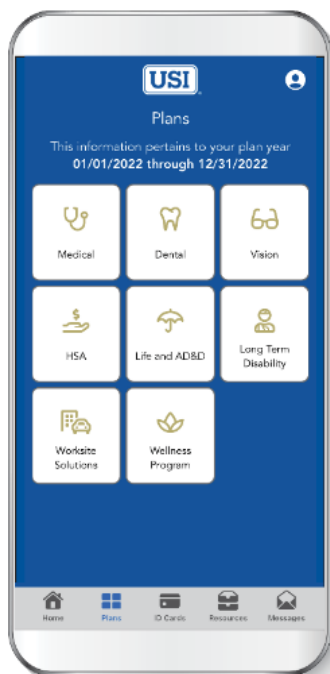 USI
Plans
This information pertains to your plan year
01/01/2022 through 12/31/2022
Medical
Dental
Vision
$
HSA
Life and AD&D
Long Term
Disability
Worksite
Solutions
Wellness
Program
Home
Plans
ID Cards
Resources
Messages